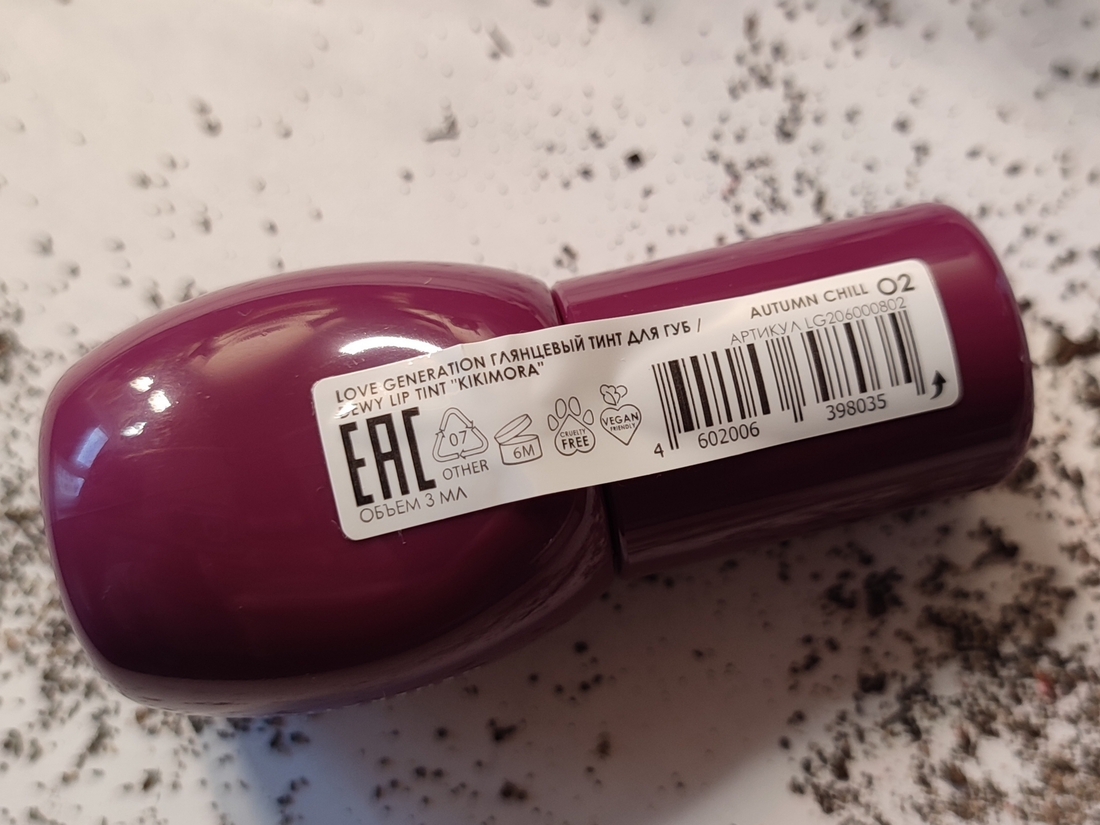 LOVE GENERATION ГЛЯНЦЕВЫЙ ТИНТ ДЛЯ ГУБ /
DEWY LIP TINT "KIKIMORA"
AUTUMN CHILL 02
АРТИКУЛ LG206000802
EAC
07
OTHER
6M
CRUELTY
FREE
VEGAN
FRIENDLY
ОБЪЕМ 3 МЛ
4 602006 398035